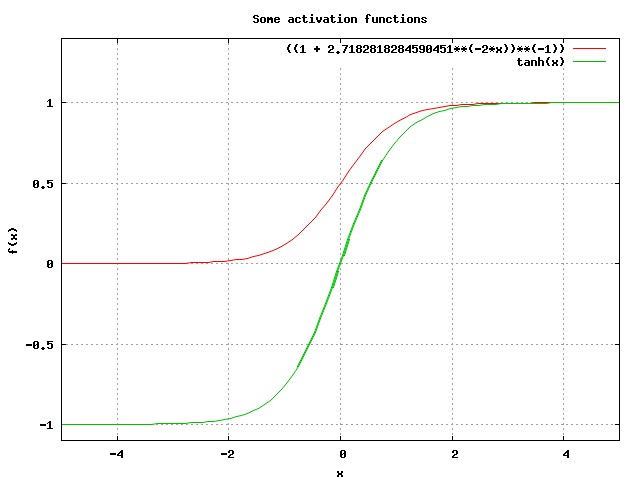 Some activation functions
((1 + 2.7182818284590451**(-2*x))**(-1))
tanh(x)
1
0.5
0
-0.5
-1
f(x)
-4
-2
0
2
4
x